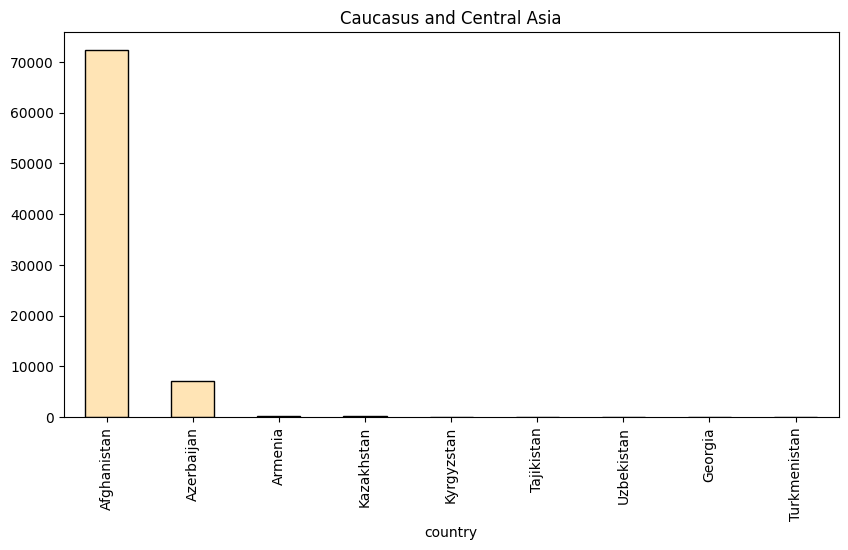 Caucasus and Central Asia
70000
60000
50000
40000
30000
20000
10000
0
Afghanistan
Azerbaijan
Armenia
Kazakhstan
Kyrgyzstan
Tajikistan
Uzbekistan
Georgia
Turkmenistan
country